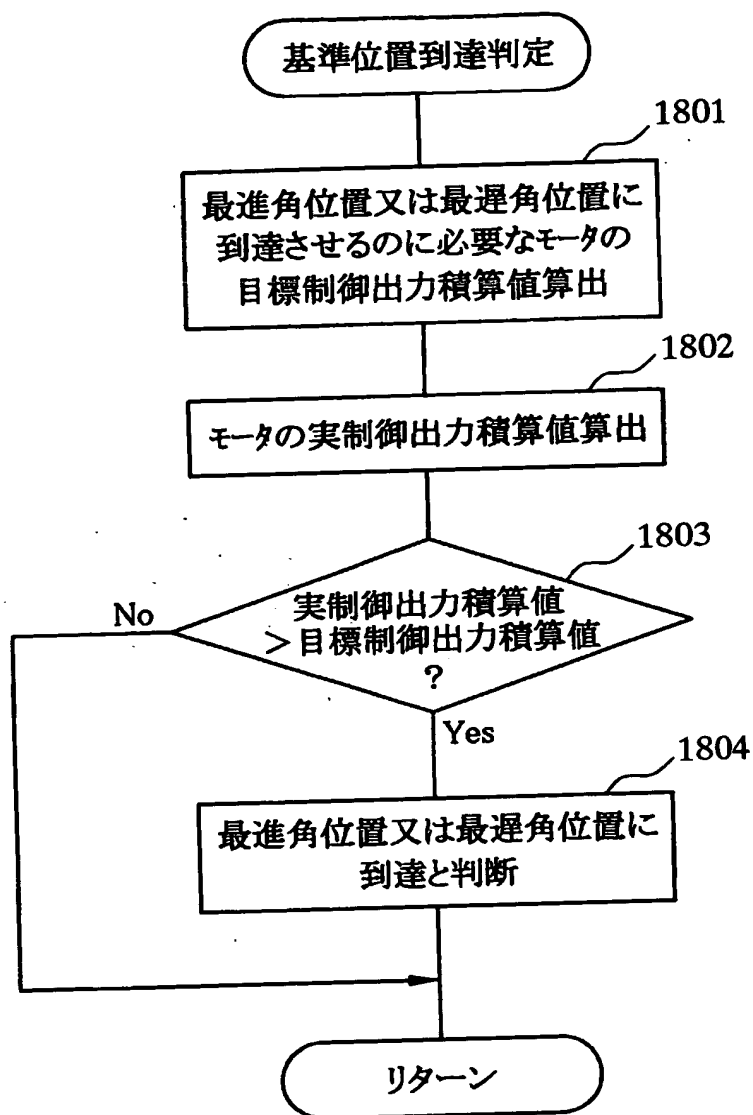 基準位置到達判定
1801
最進角位置又は最遅角位置に
到達させるのに必要なモータの
目標制御出力積算値算出
1802
モータの実制御出力積算値算出
1803
実制御出力積算値
>目標制御出力積算値
?
No
Yes
1804
最進角位置又は最遅角位置に
到達と判断
リターン